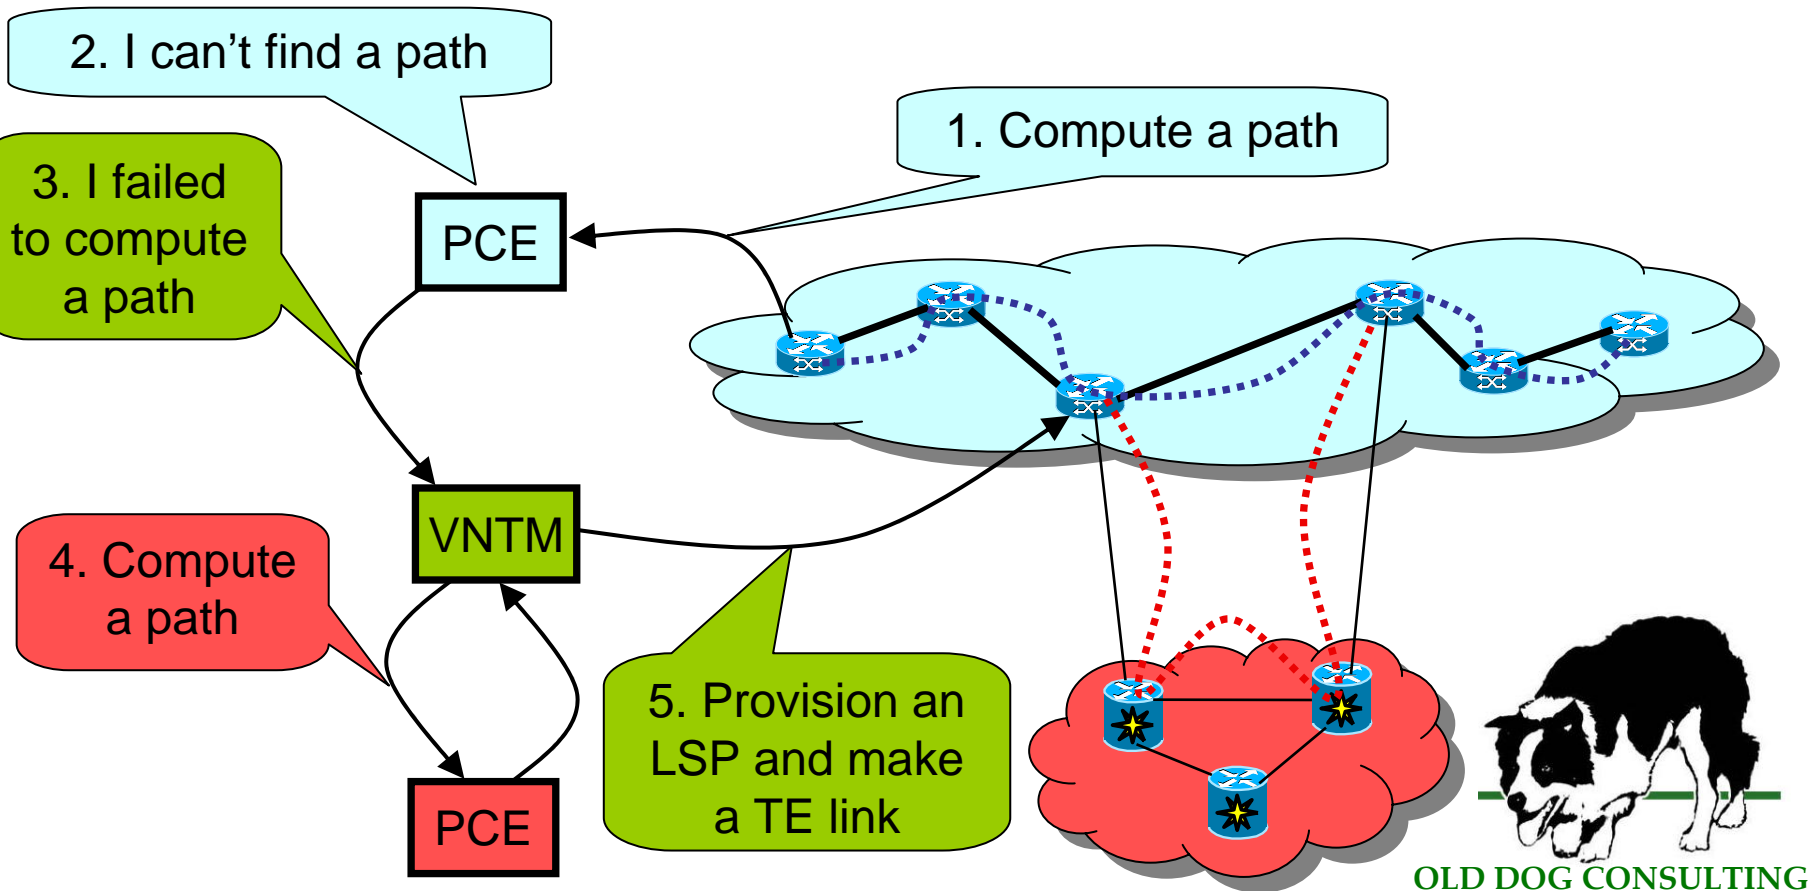 2. I can't find a path
1. Compute a path
3. I failed
to compute
a path
PCE
VNTM
4. Compute
a path
5. Provision an
LSP and make
a TE link
PCE
OLD DOG CONSULTING